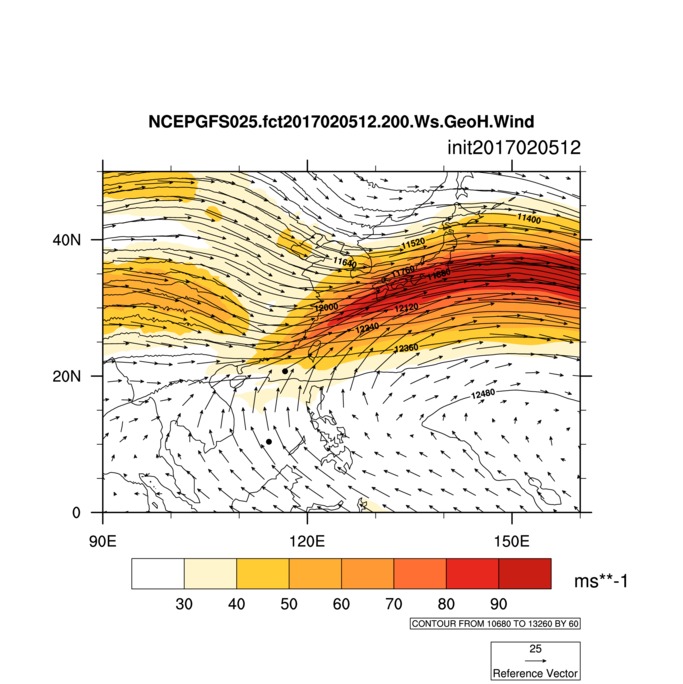 NCEPGFS025.fct2017020512.200.Ws.GeoH.Wind
init2017020512
11400
40N
11520
11640
11760
11880
12000
12120
12240
12360
20N
12480
0
90E 120E 150E
30 40 50 60 70 80 90
ms**-1
CONTOUR FROM 10680 TO 13260 BY 60
25
Reference Vector